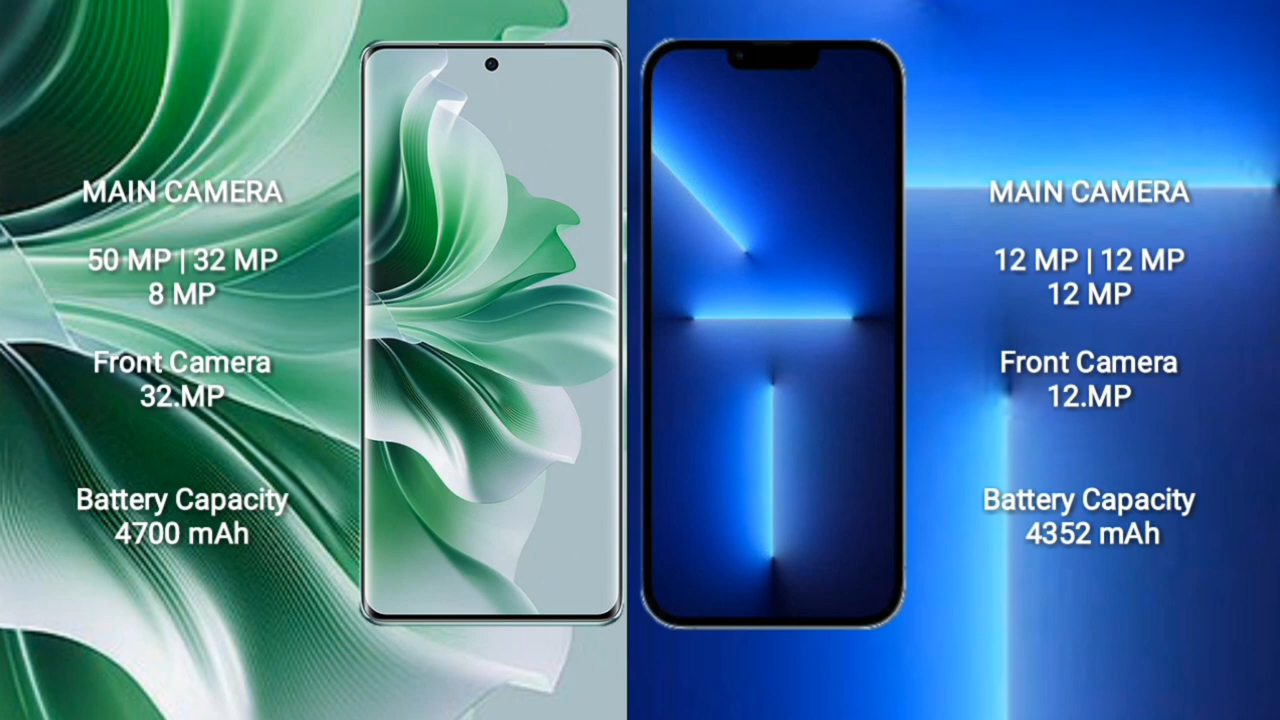 MAIN CAMERA
50 MP | 32 MP
8 MP
Front Camera
32.MP
Battery Capacity
4700 mAh
MAIN CAMERA
12 MP | 12 MP
12 MP
Front Camera
12.MP
Battery Capacity
4352 mAh